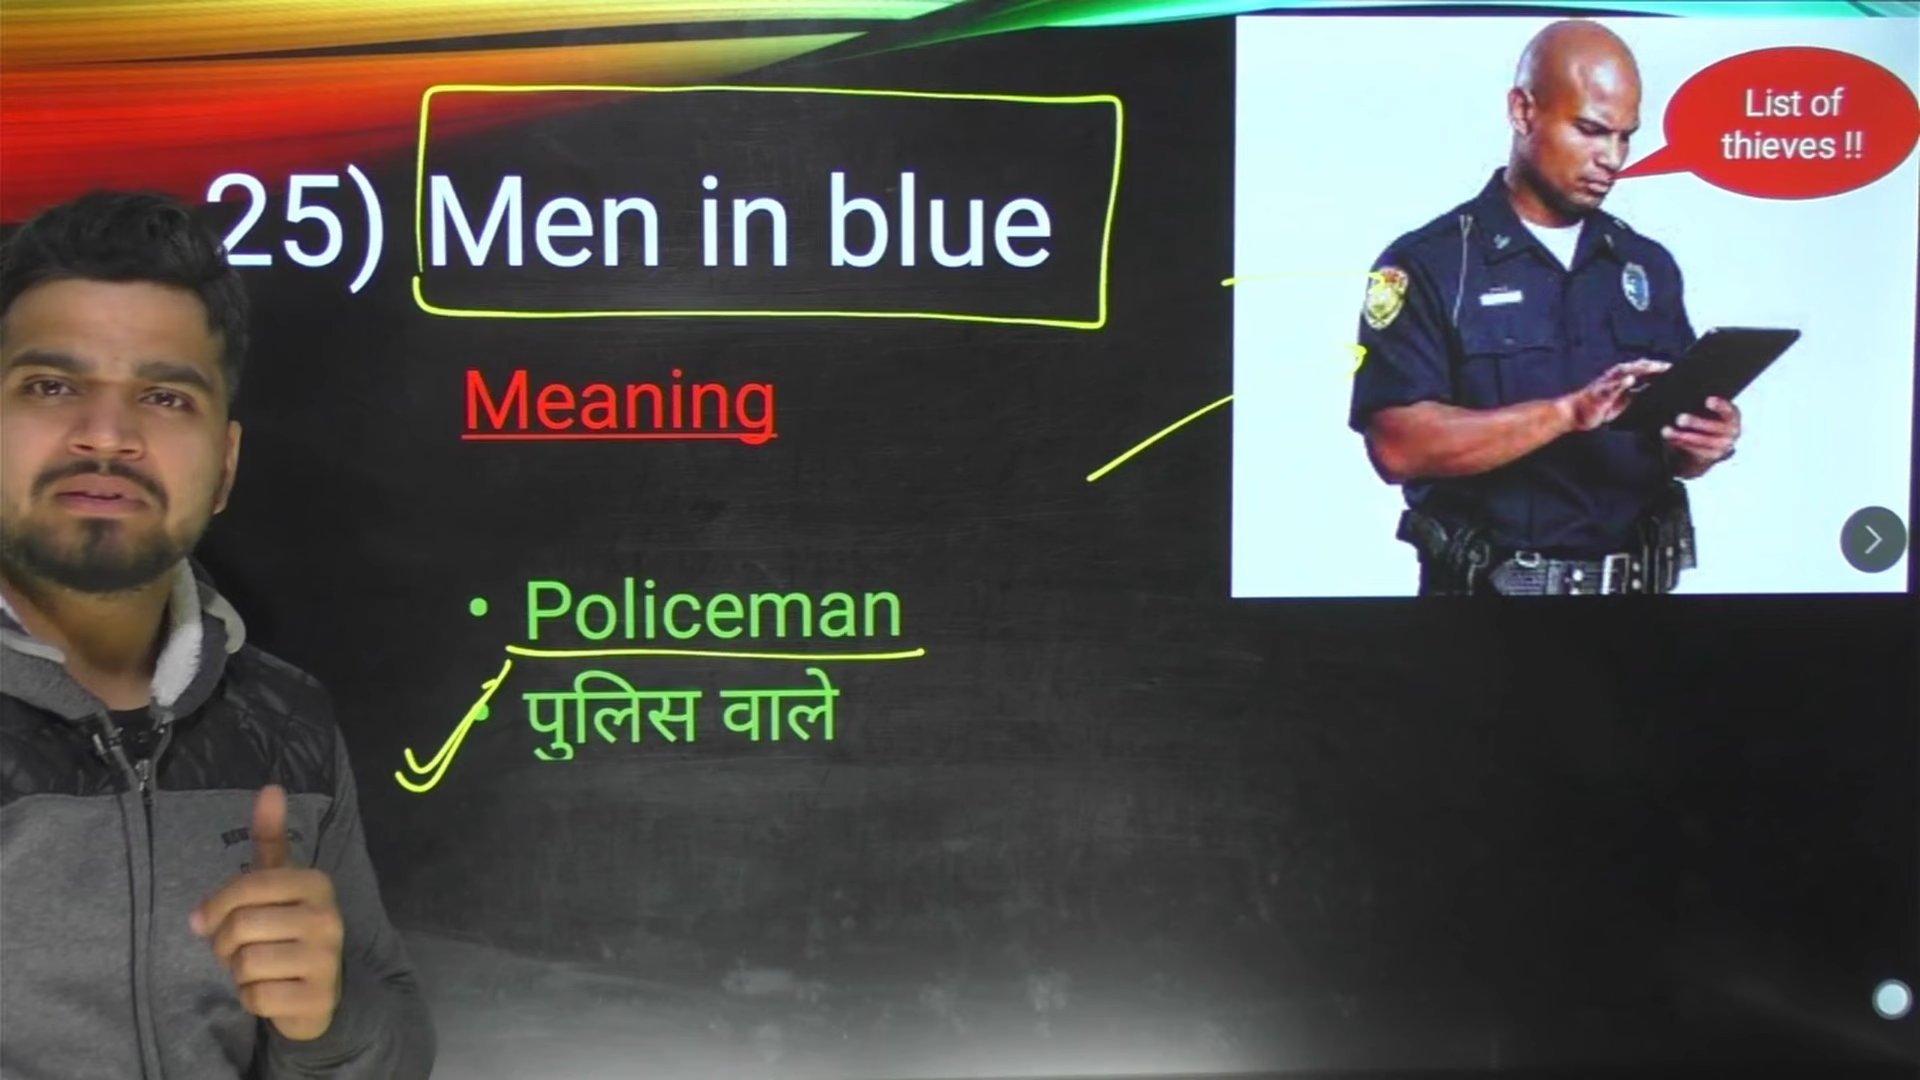 25) Men in blue
List of
thieves !!
Meaning
• Policeman
• पुलिस वाले